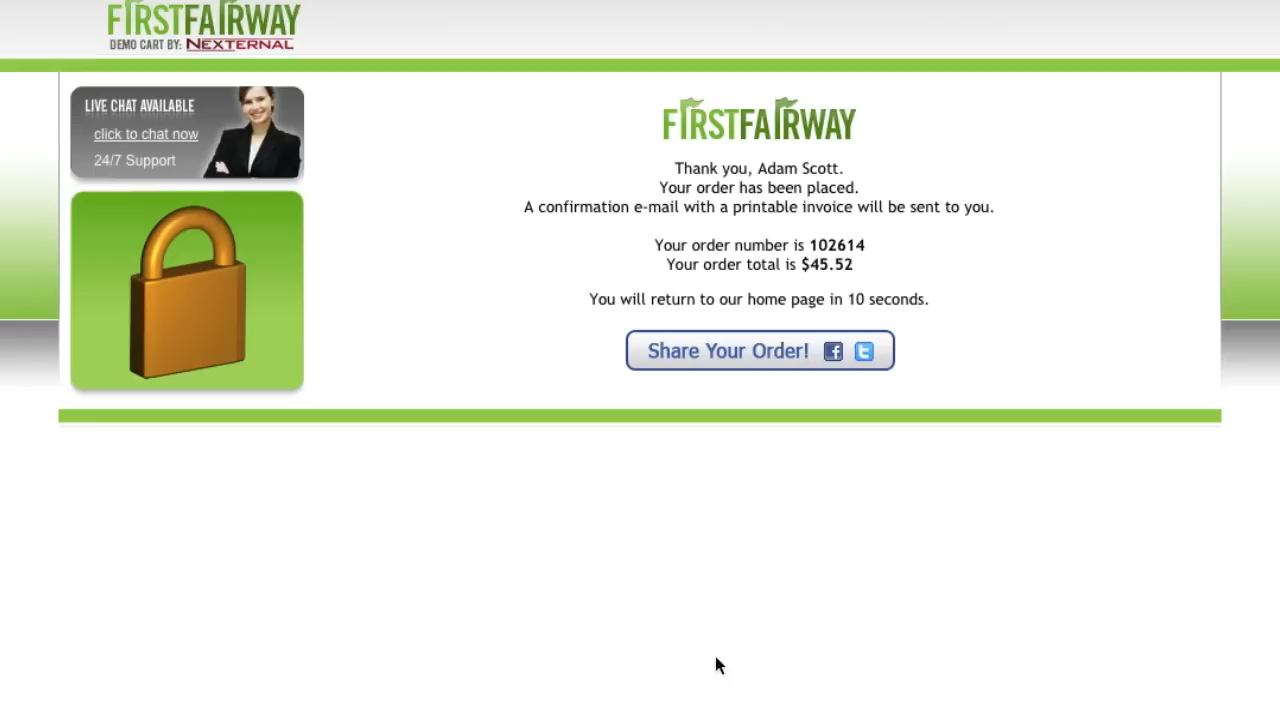 FIRSTFAIRWAY
DEMO CART BY: NEXTERNAL
LIVE CHAT AVAILABLE
click to chat now
24/7 Support
FIRSTFAIRWAY
Thank you, Adam Scott.
Your order has been placed.
A confirmation e-mail with a printable invoice will be sent to you.
Your order number is 102614
Your order total is $45.52
You will return to our home page in 10 seconds.
Share Your Order! f t